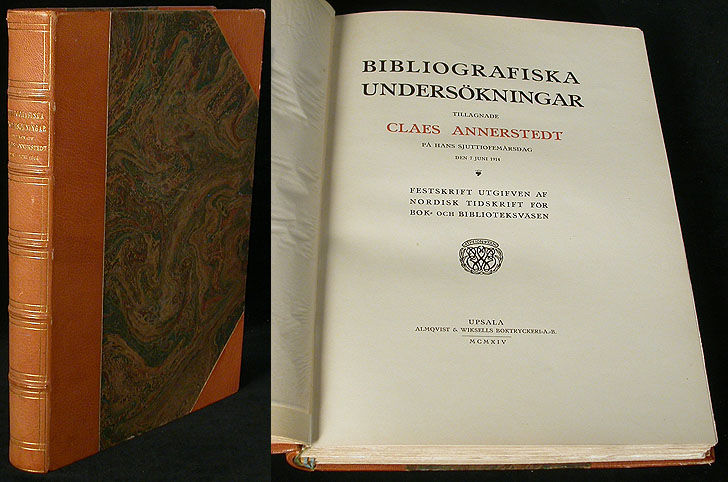 BIBLIOGRAFISKA
UNDERSÖKNINGAR
TILLAGNADE
CLAES ANNERSTEDT
PÅ HANS SJUTTIOFEMÅRSDAG
DEN 7 JUNI 1914
FESTSKRIFT UTGIFVEN AF
NORDISK TIDSKRIFT FÖR
BOK- OCH BIBLIOTEKSVÄSEN
UPSALA
ALMQVIST & WIKSELLS BOKTRYCKERI-A.-B.
MCMXIV